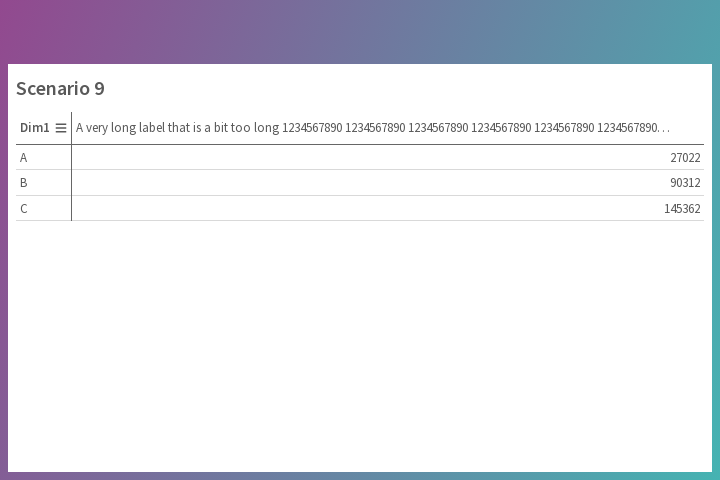 Scenario 9
Dim1 A very long label that is a bit too long 1234567890 1234567890 1234567890 1234567890 1234567890 1234567890…
A 27022
B 90312
C 145362